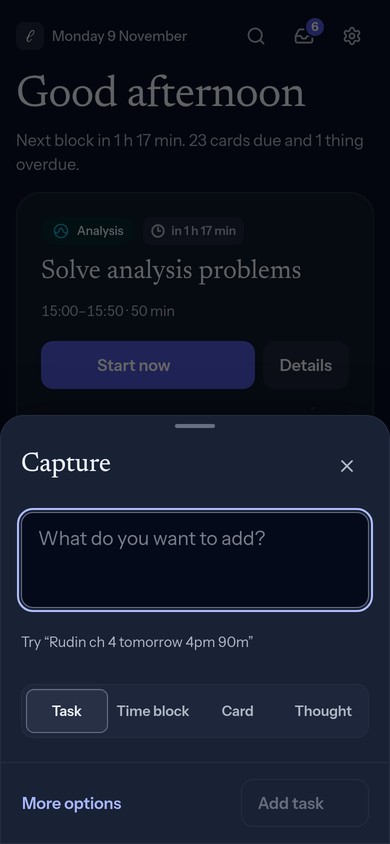 ℓ Monday 9 November 6
Good afternoon
Next block in 1 h 17 min. 23 cards due and 1 thing
overdue.
Analysis in 1 h 17 min
Solve analysis problems
15:00–15:50 · 50 min
Start now Details
Capture
What do you want to add?
Try “Rudin ch 4 tomorrow 4pm 90m”
Task Time block Card Thought
More options Add task